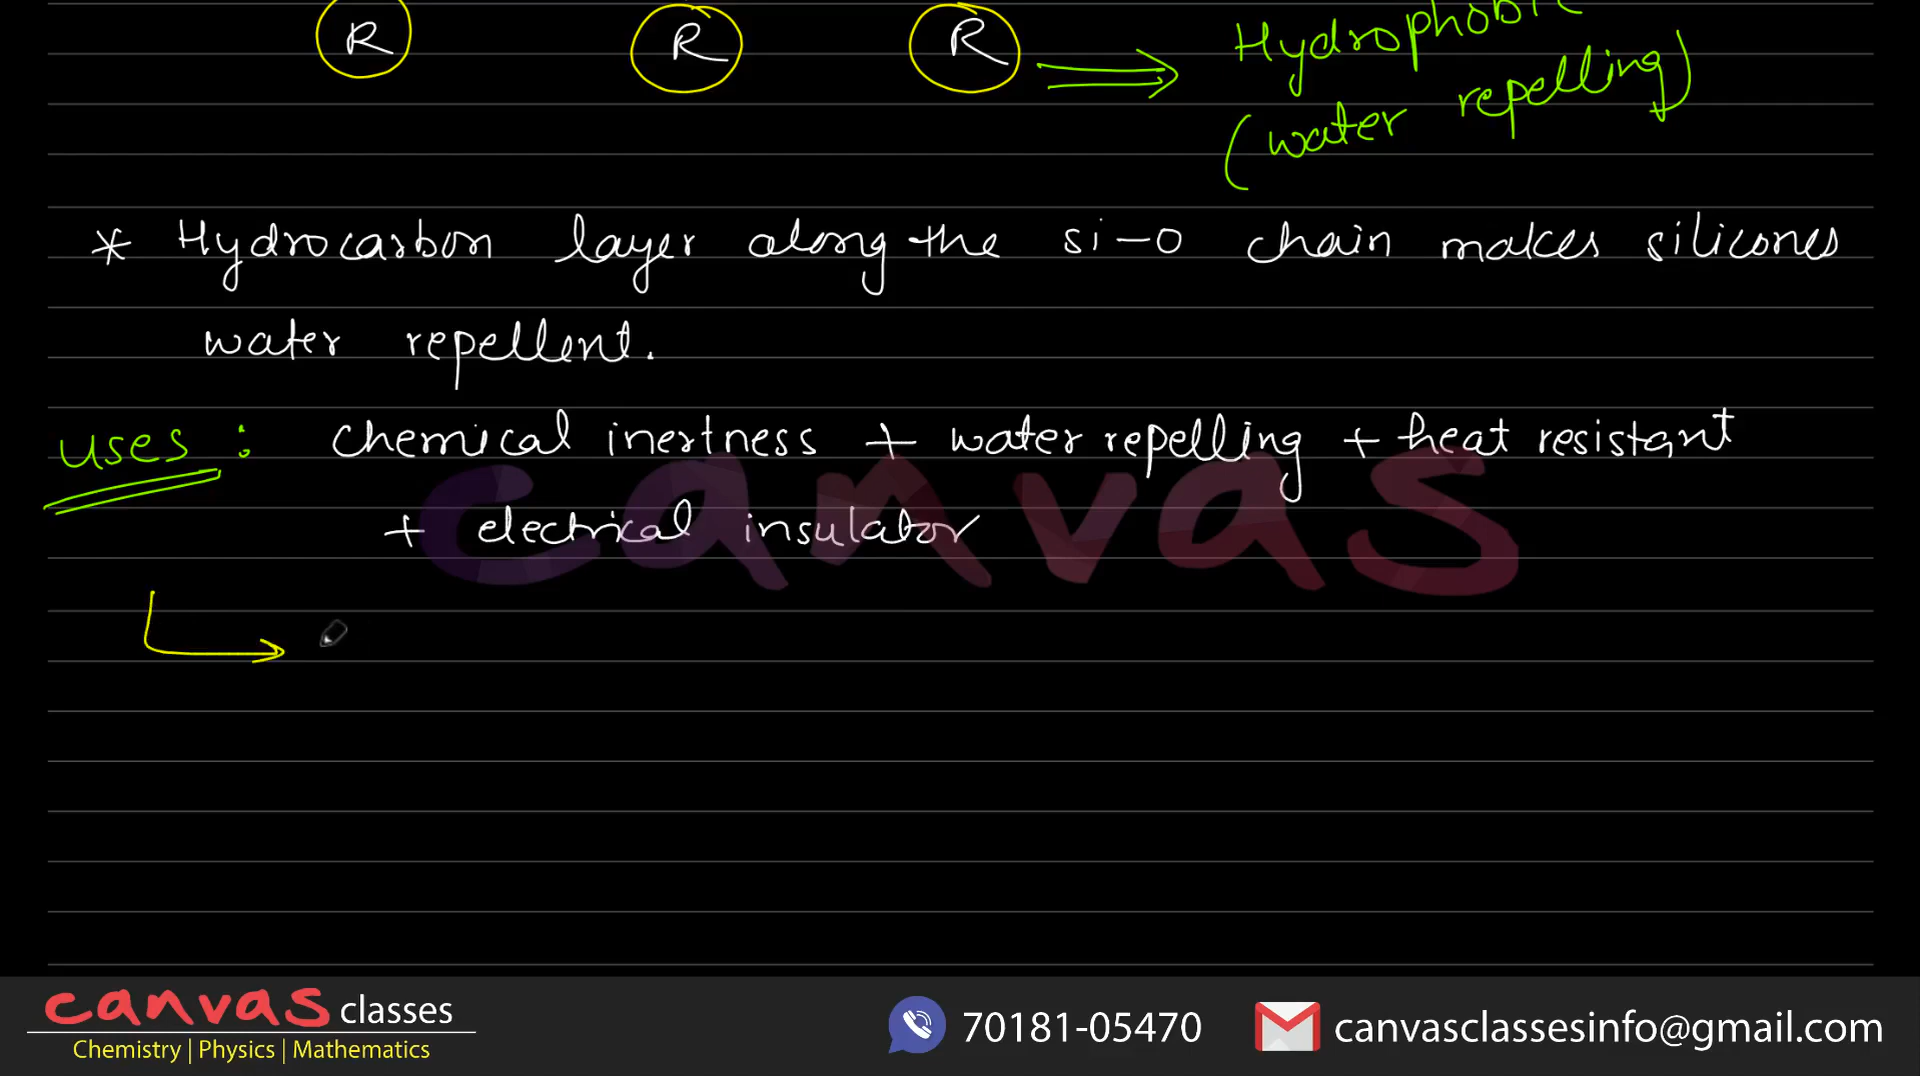 R R R Hydrophobic
(water repelling)
* Hydrocarbon layer along the si-o chain makes silicones
water repellent.
uses : chemical inertness + water repelling + heat resistant
+ electrical insulator
canvas
canvas classes
Chemistry | Physics | Mathematics
70181-05470
canvasclassesinfo@gmail.com